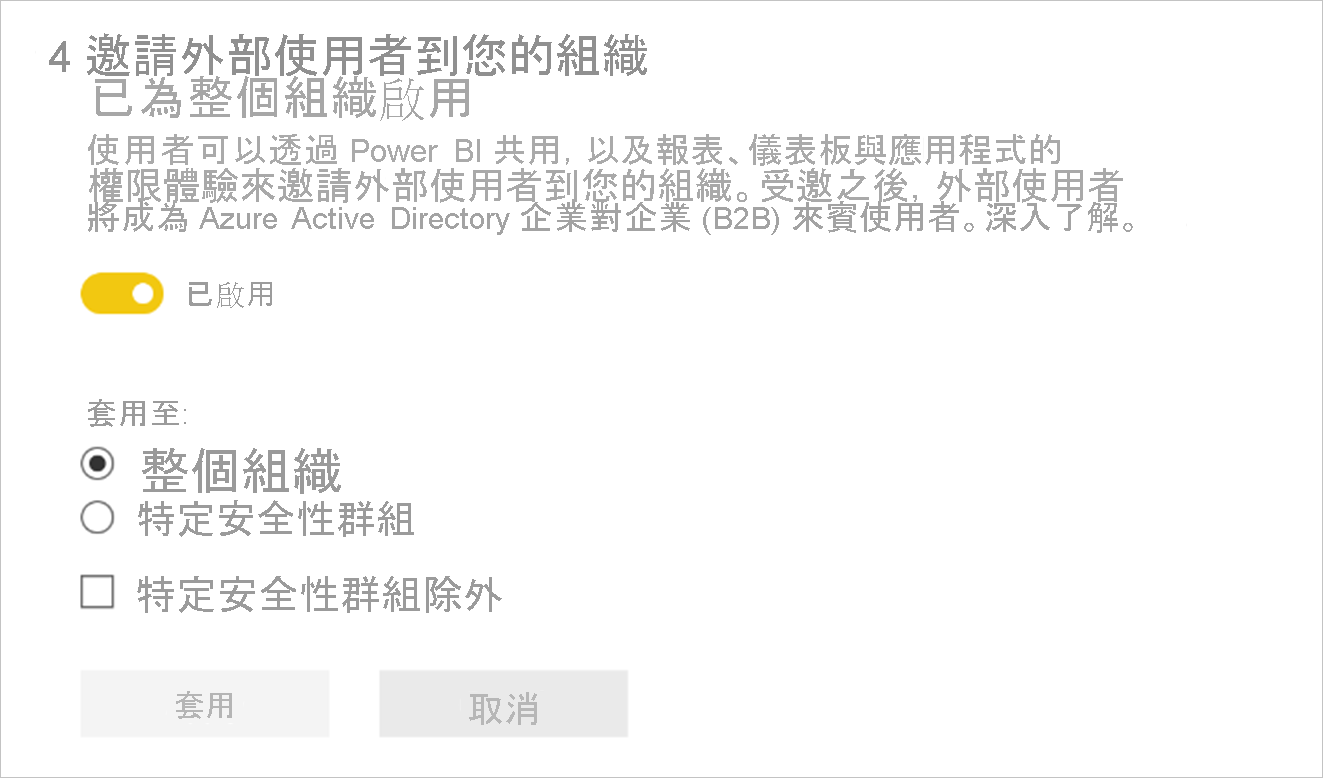 4 邀請外部使用者到您的組織
已為整個組織啟用
使用者可以透過 Power BI 共用, 以及報表、儀表板與應用程式的
權限體驗來邀請外部使用者到您的組織。受邀之後, 外部使用者
將成為 Azure Active Directory 企業對企業 (B2B) 來賓使用者。深入了解。
已啟用
套用至:
整個組織
特定安全性群組
特定安全性群組除外
套用
取消